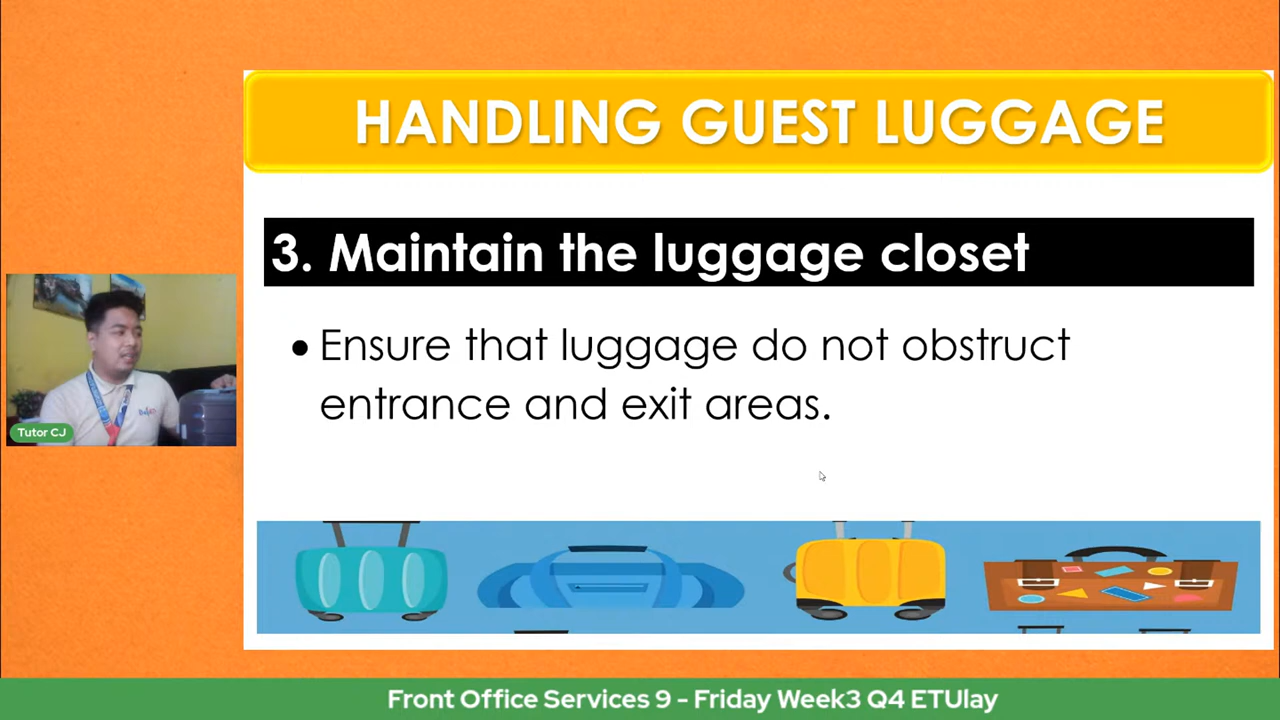 HANDLING GUEST LUGGAGE
3. Maintain the luggage closet
• Ensure that luggage do not obstruct
entrance and exit areas.
Tutor CJ
Front Office Services 9 - Friday Week3 Q4 ETUlay